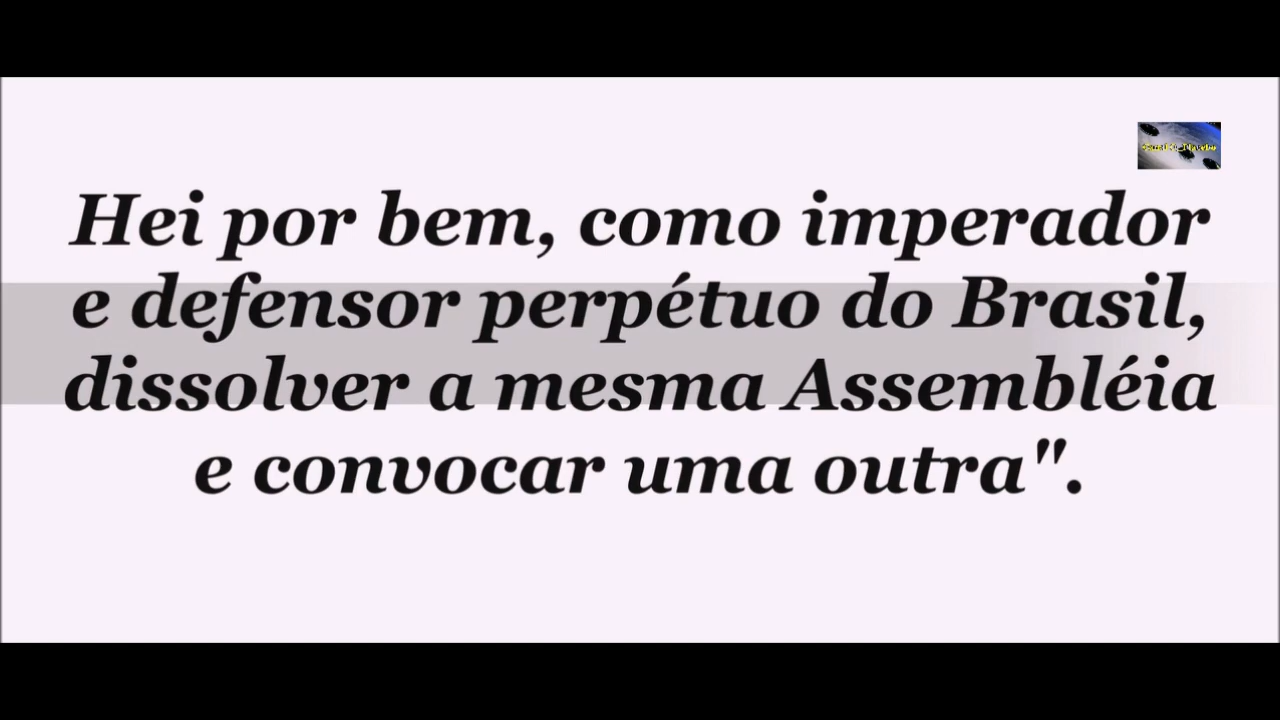 Hei por bem, como imperador
e defensor perpétuo do Brasil,
dissolver a mesma Assembléia
e convocar uma outra".